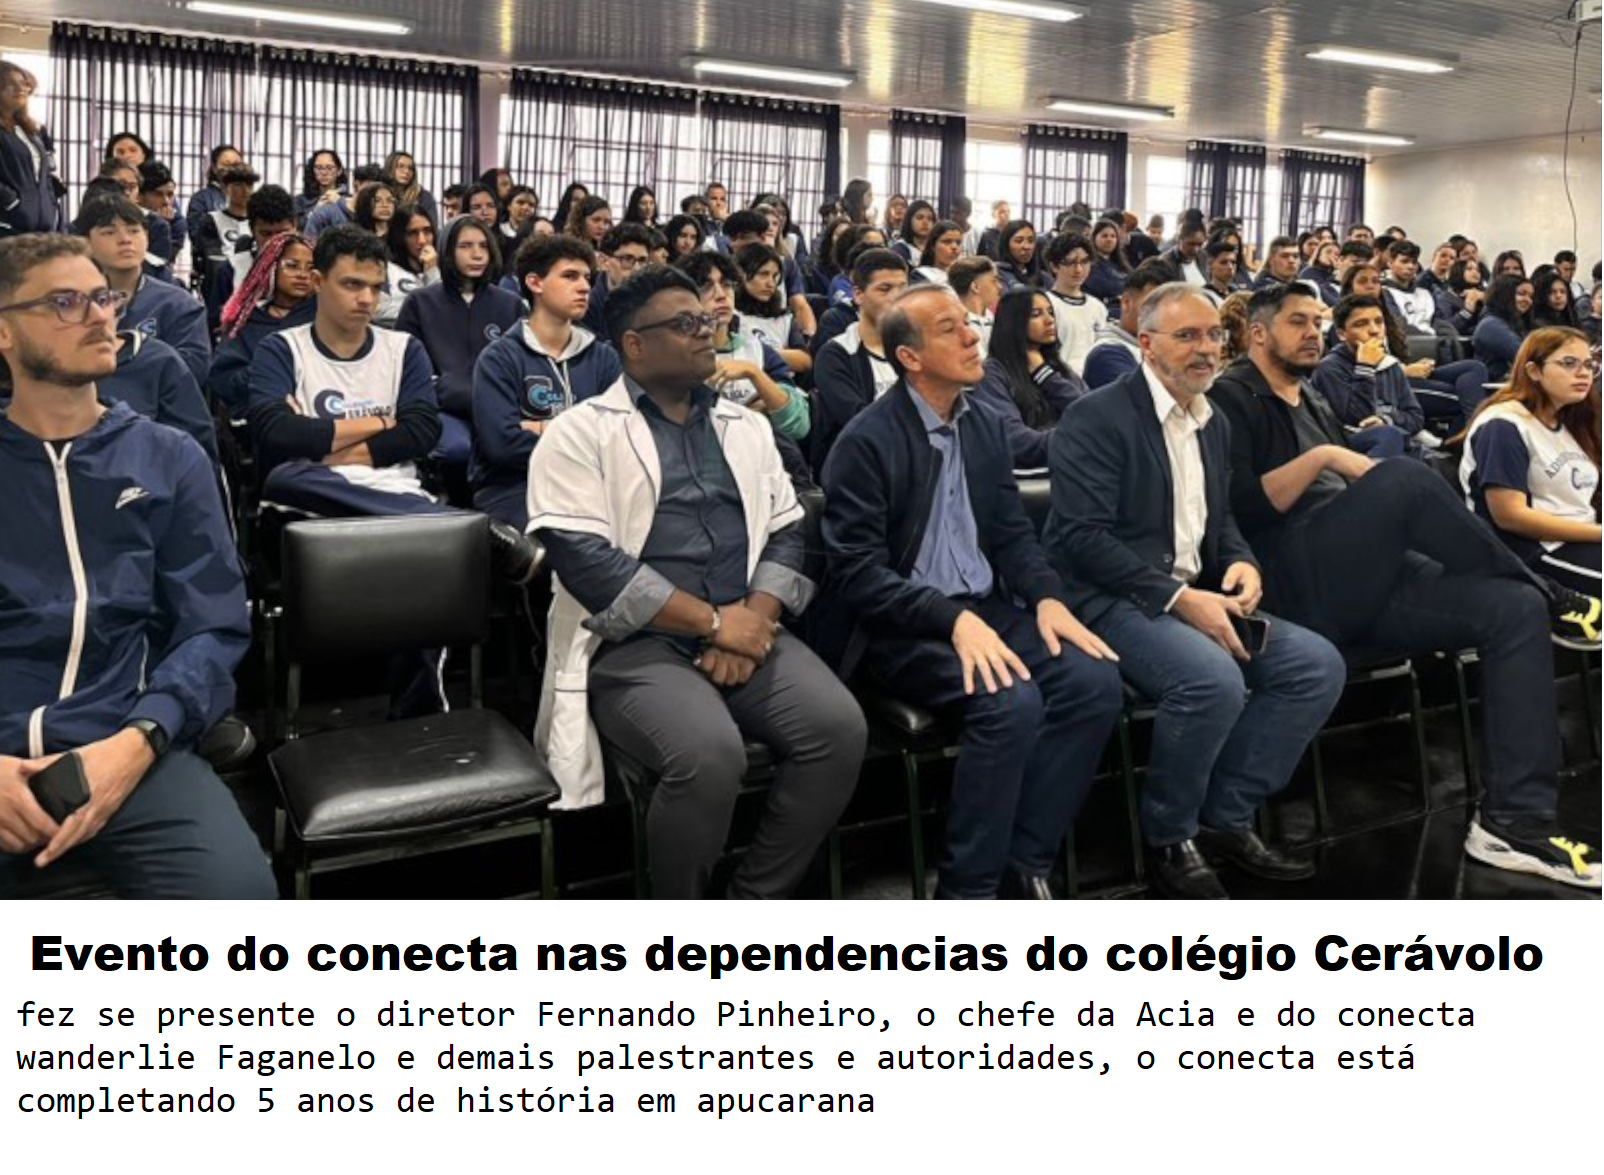 Evento do conecta nas dependencias do colégio Cerávolo
fez se presente o diretor Fernando Pinheiro, o chefe da Acia e do conecta
wanderlie Faganelo e demais palestrantes e autoridades, o conecta está
completando 5 anos de história em apucarana